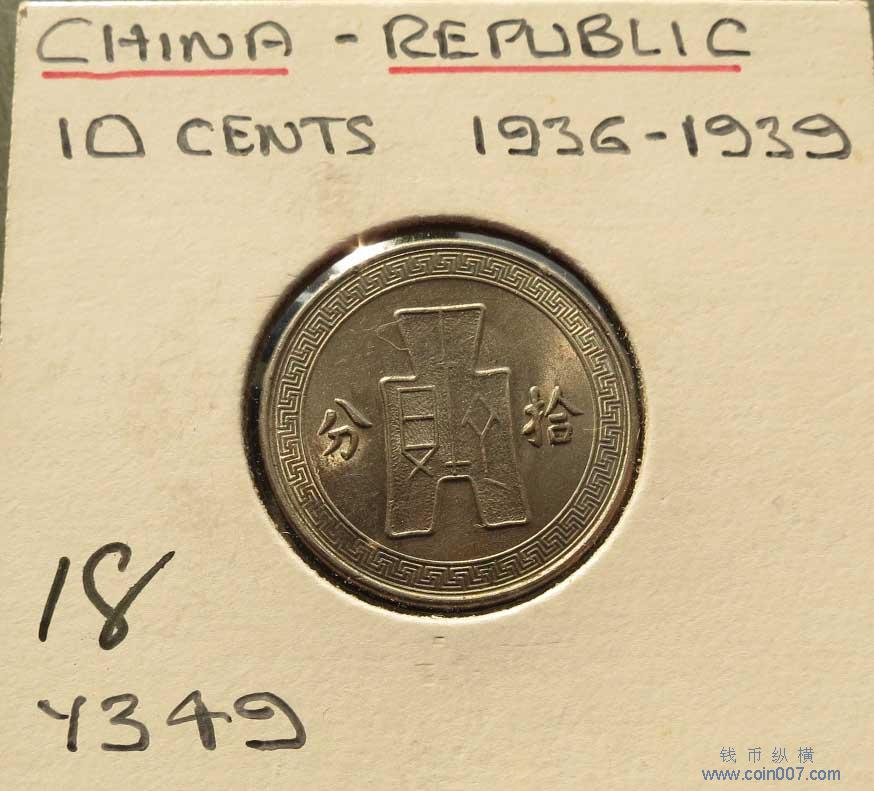 CHINA - REPUBLIC
10 CENTS 1936-1939
分 拾
18
Y349
钱币纵横
www.coin007.com